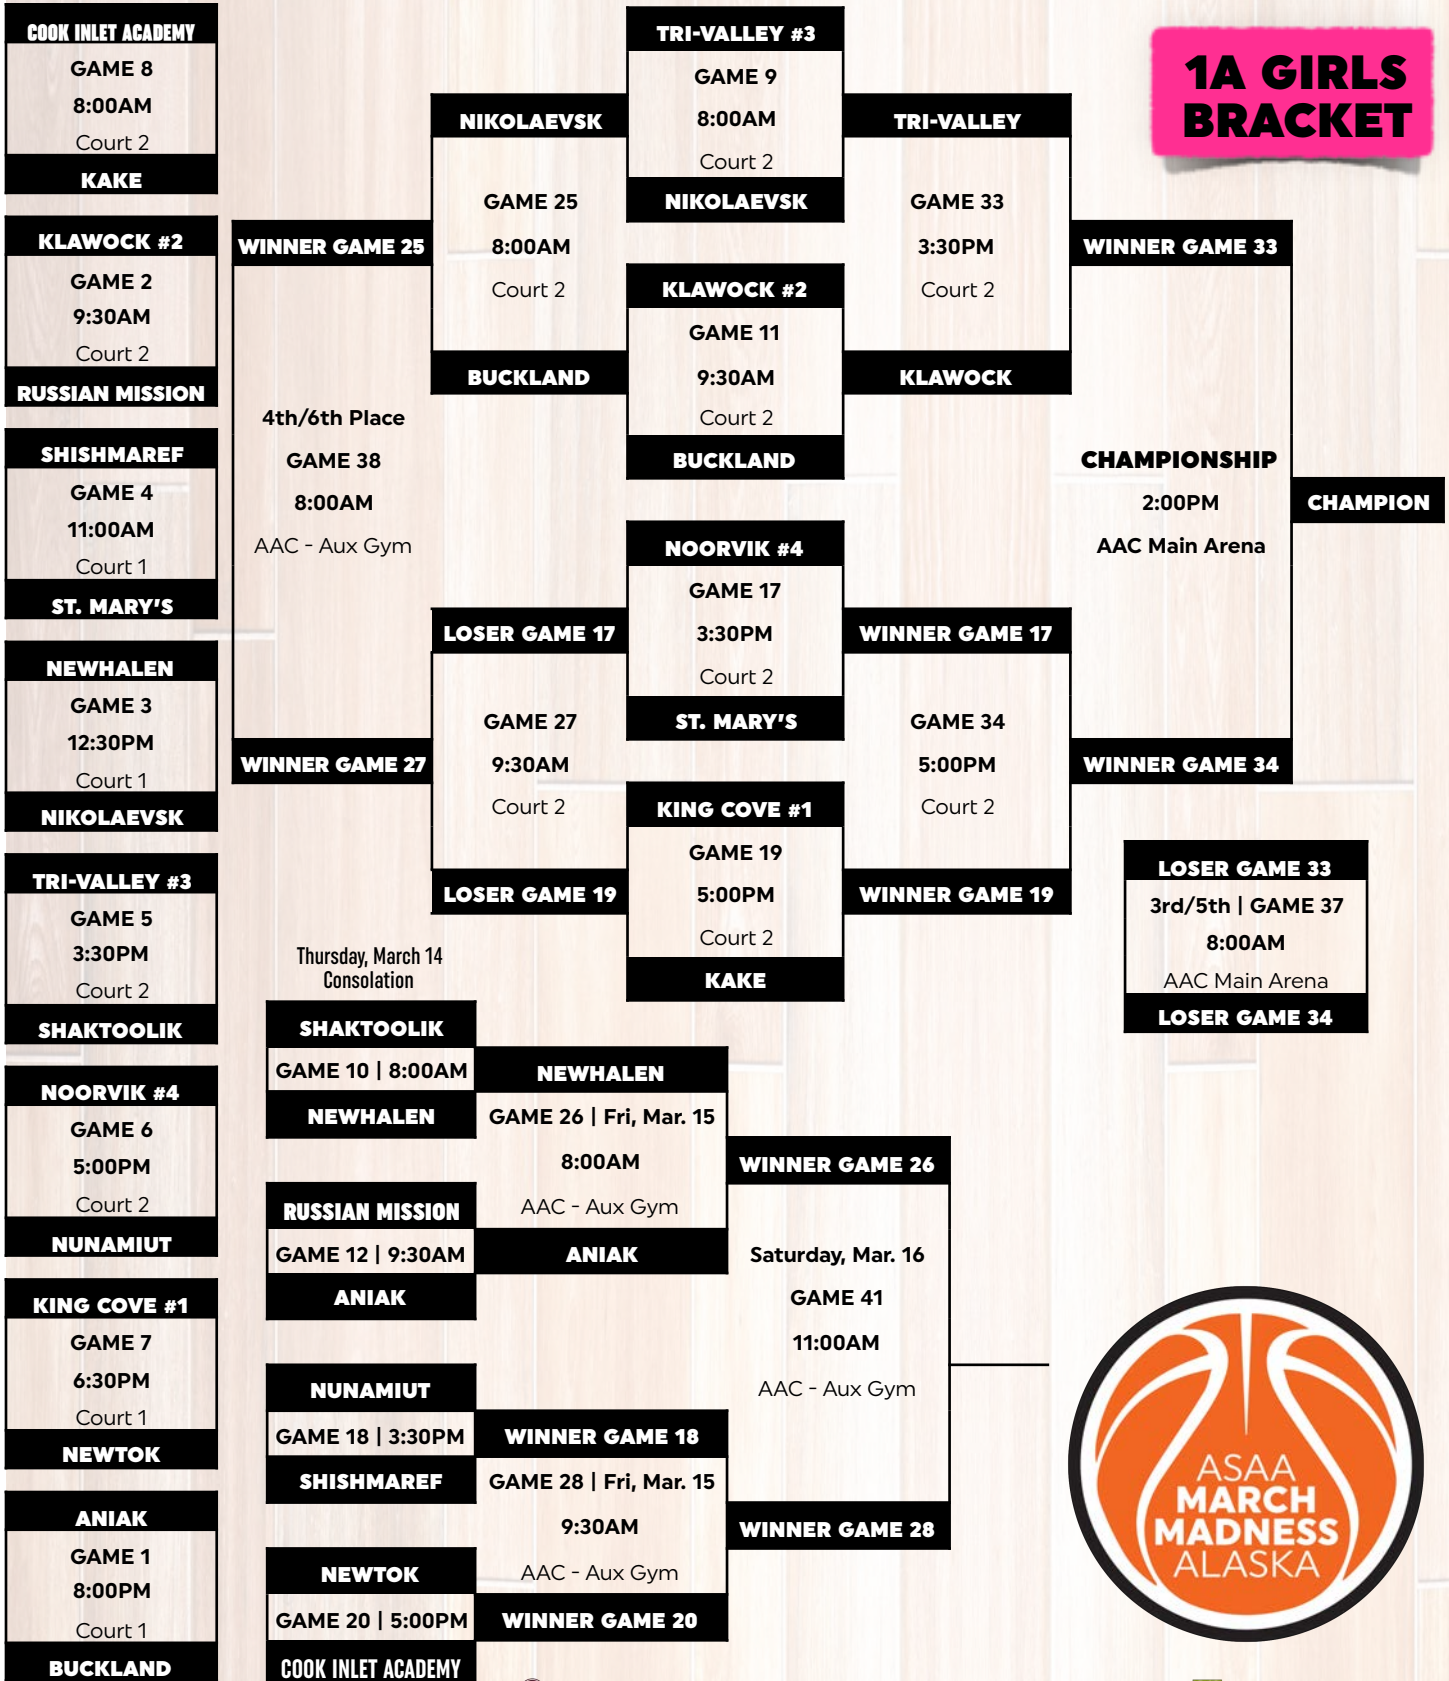 1A GIRLS
BRACKET
COOK INLET ACADEMY
GAME 8
8:00AM
Court 2
KAKE
KLAWOCK #2
GAME 2
9:30AM
Court 2
RUSSIAN MISSION
SHISHMAREF
GAME 4
11:00AM
Court 1
ST. MARY'S
NEWHALEN
GAME 3
12:30PM
Court 1
NIKOLAEVSK
TRI-VALLEY #3
GAME 5
3:30PM
Court 2
SHAKTOOLIK
NOORVIK #4
GAME 6
5:00PM
Court 2
NUNAMIUT
KING COVE #1
GAME 7
6:30PM
Court 1
NEWTOK
ANIAK
GAME 1
8:00PM
Court 1
BUCKLAND
WINNER GAME 25
4th/6th Place
GAME 38
8:00AM
AAC - Aux Gym
WINNER GAME 27
NIKOLAEVSK
GAME 25
8:00AM
Court 2
BUCKLAND
LOSER GAME 17
GAME 27
9:30AM
Court 2
LOSER GAME 19
TRI-VALLEY #3
GAME 9
8:00AM
Court 2
NIKOLAEVSK
KLAWOCK #2
GAME 11
9:30AM
Court 2
BUCKLAND
NOORVIK #4
GAME 17
3:30PM
Court 2
ST. MARY'S
KING COVE #1
GAME 19
5:00PM
Court 2
KAKE
TRI-VALLEY
GAME 33
3:30PM
Court 2
KLAWOCK
WINNER GAME 17
GAME 34
5:00PM
Court 2
WINNER GAME 19
WINNER GAME 33
CHAMPIONSHIP
2:00PM
AAC Main Arena
WINNER GAME 34
CHAMPION
LOSER GAME 33
3rd/5th | GAME 37
8:00AM
AAC Main Arena
LOSER GAME 34
Thursday, March 14
Consolation
SHAKTOOLIK
GAME 10 | 8:00AM
NEWHALEN
RUSSIAN MISSION
GAME 12 | 9:30AM
ANIAK
NUNAMIUT
GAME 18 | 3:30PM
SHISHMAREF
NEWTOK
GAME 20 | 5:00PM
COOK INLET ACADEMY
NEWHALEN
GAME 26 | Fri, Mar. 15
8:00AM
AAC - Aux Gym
ANIAK
WINNER GAME 18
GAME 28 | Fri, Mar. 15
9:30AM
AAC - Aux Gym
WINNER GAME 20
WINNER GAME 26
Saturday, Mar. 16
GAME 41
11:00AM
AAC - Aux Gym
WINNER GAME 28
ASAA
MARCH
MADNESS
ALASKA